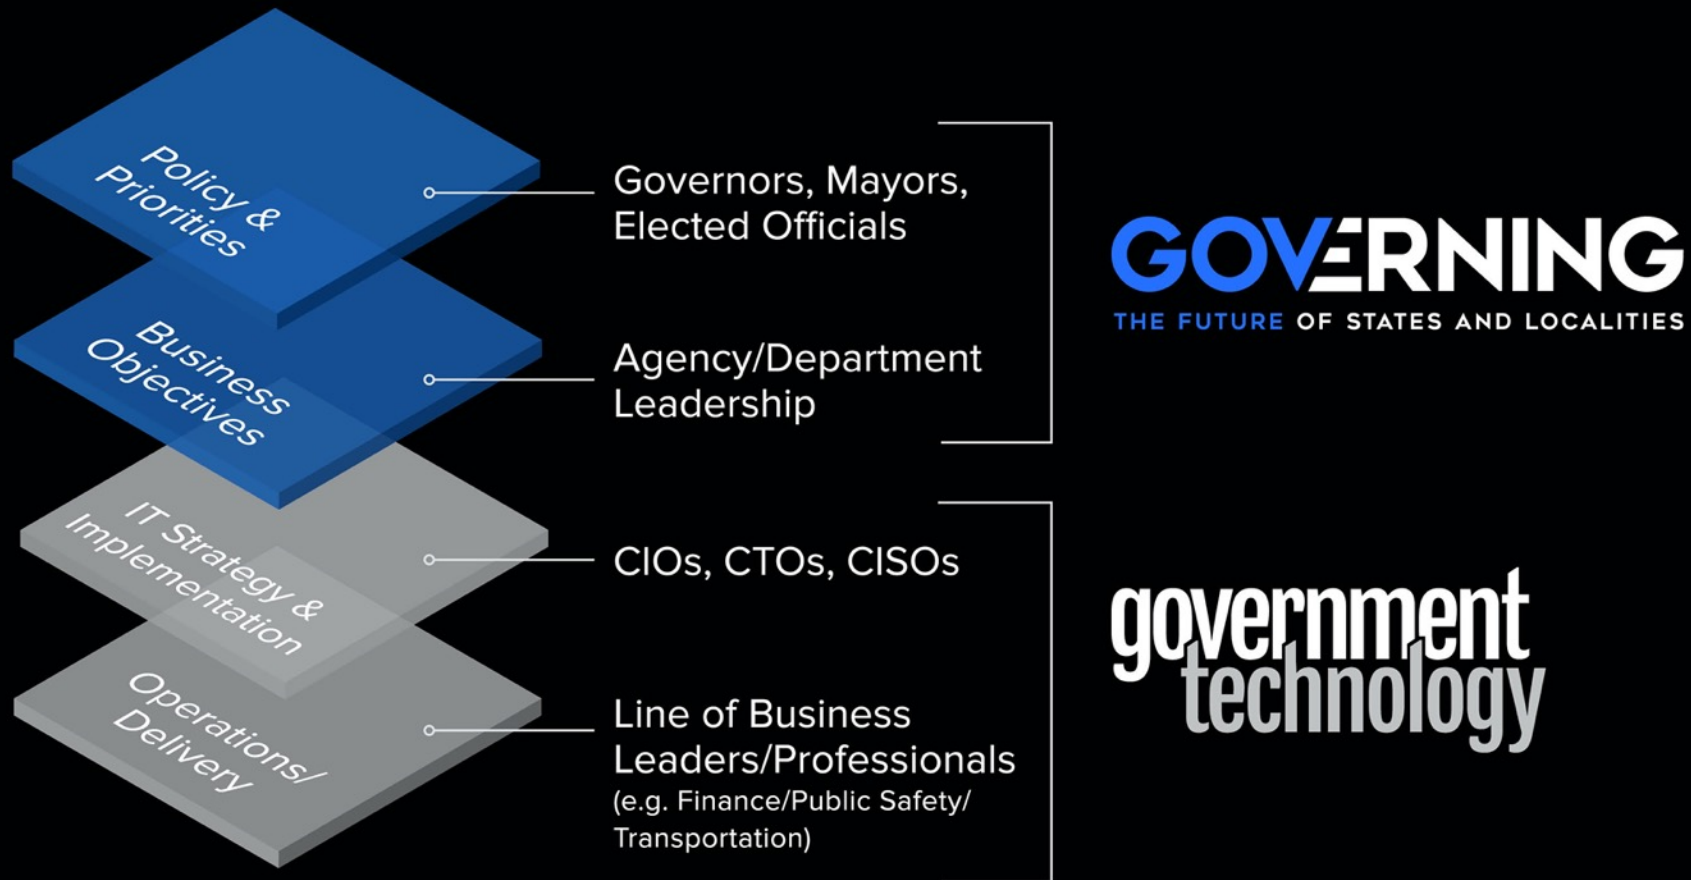 Policy &
Priorities
Governors, Mayors,
Elected Officials
Business
Objectives
Agency/Department
Leadership
GOVERNING
THE FUTURE OF STATES AND LOCALITIES
IT Strategy &
Implementation
CIOs, CTOs, CISOs
Operations/
Delivery
Line of Business
Leaders/Professionals
(e.g. Finance/Public Safety/
Transportation)
government
technology